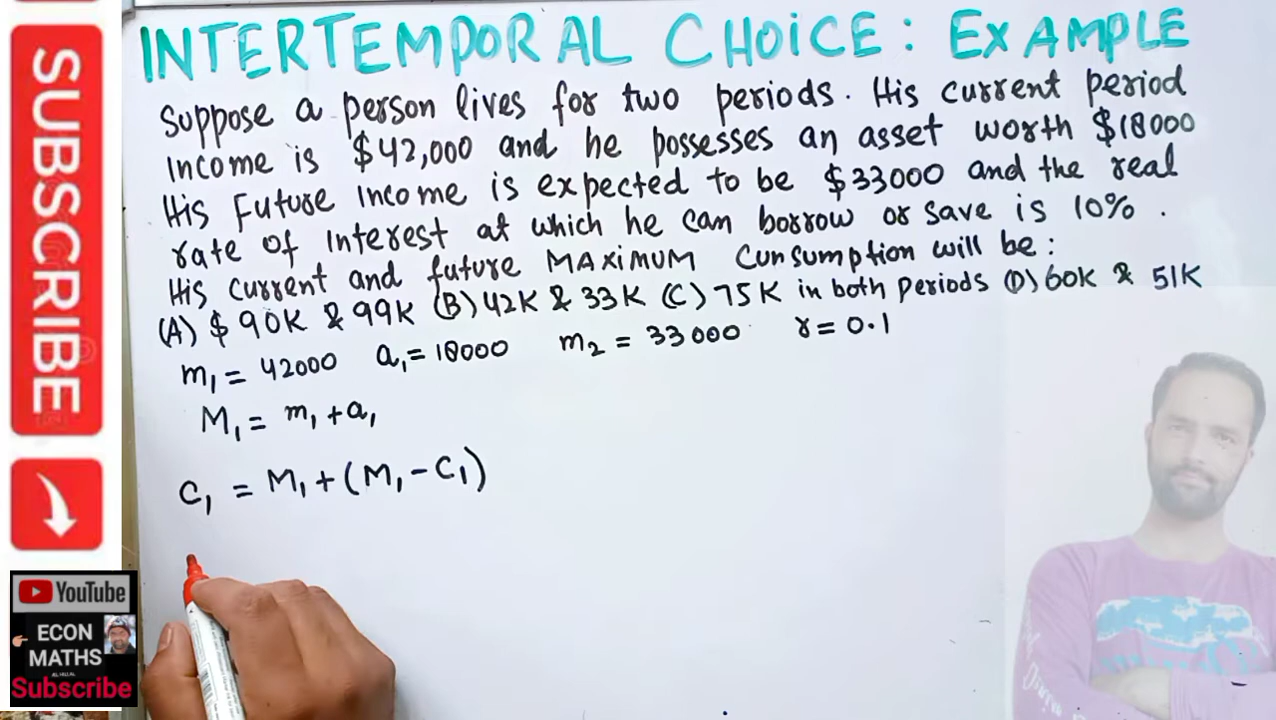 INTERTEMPORAL CHOICE: EXAMPLE
Suppose a person lives for two periods. His current period
income is $42,000 and he possesses an asset worth $18000
His Future Income is expected to be $33000 and the real
rate of Interest at which he can borrow or save is 10%.
His current and future MAXIMUM Consumption will be:
(A) $90K & 99K (B) 42K & 33K (C) 75K in both Periods (D) 60K & 51K
m₁ = 42000 a₁ = 18000 m₂ = 33000 r = 0.1
M₁ = m₁ + a₁
C₁ = M₁ + (M₁ - C₁)
SUBSCRIBE
YouTube
ECON
MATHS
Subscribe